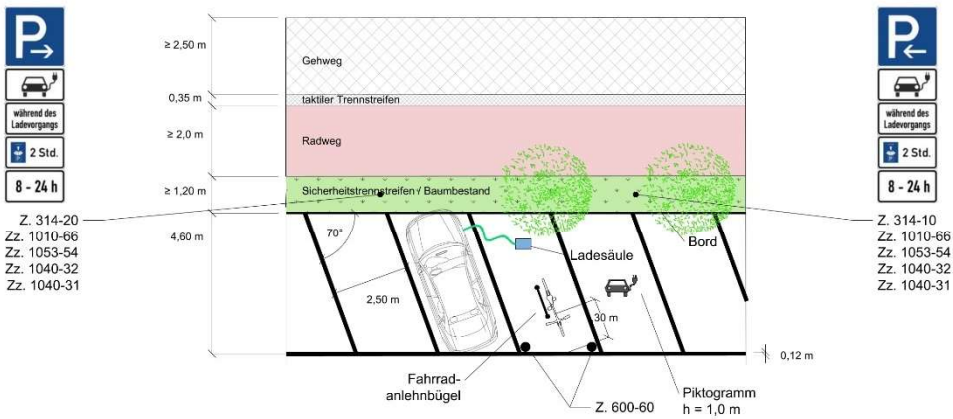 P
während des
Ladevorgangs
2 Std.
8 - 24 h
Z. 314-20
Zz. 1010-66
Zz. 1053-54
Zz. 1040-32
Zz. 1040-31
≥ 2,50 m
0,35 m
≥ 2,0 m
≥ 1,20 m
4,60 m
Gehweg
taktiler Trennstreifen
Radweg
Sicherheitstrennstreifen / Baumbestand
70°
2,50 m
Ladesäule
Bord
30 m
Fahrrad-
anlehnbügel
Z. 600-60
Piktogramm
h = 1,0 m
0,12 m
P
während des
Ladevorgangs
2 Std.
8 - 24 h
Z. 314-10
Zz. 1010-66
Zz. 1053-54
Zz. 1040-32
Zz. 1040-31